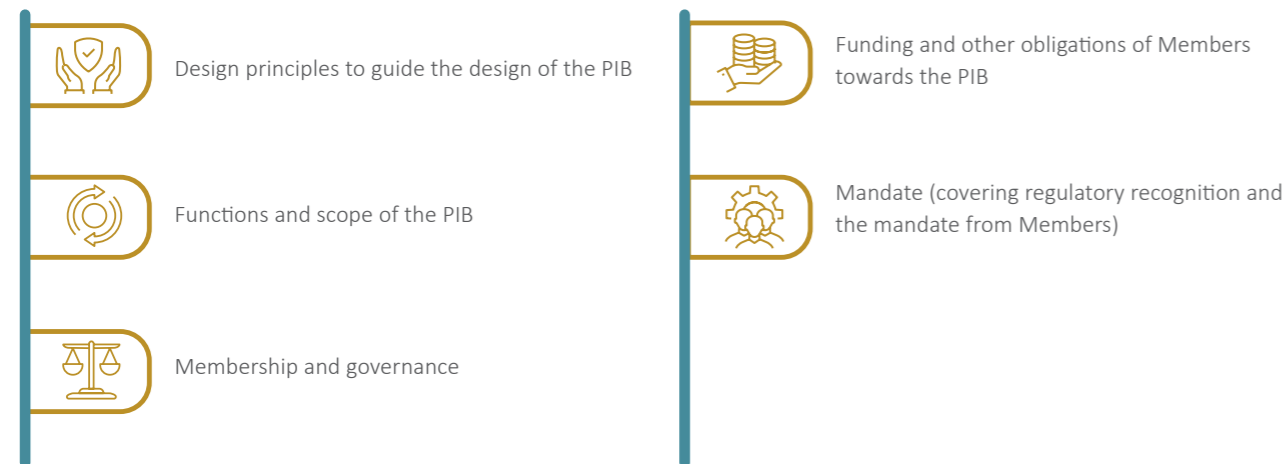 Design principles to guide the design of the PIB
Functions and scope of the PIB
Membership and governance
Funding and other obligations of Members
towards the PIB
Mandate (covering regulatory recognition and
the mandate from Members)